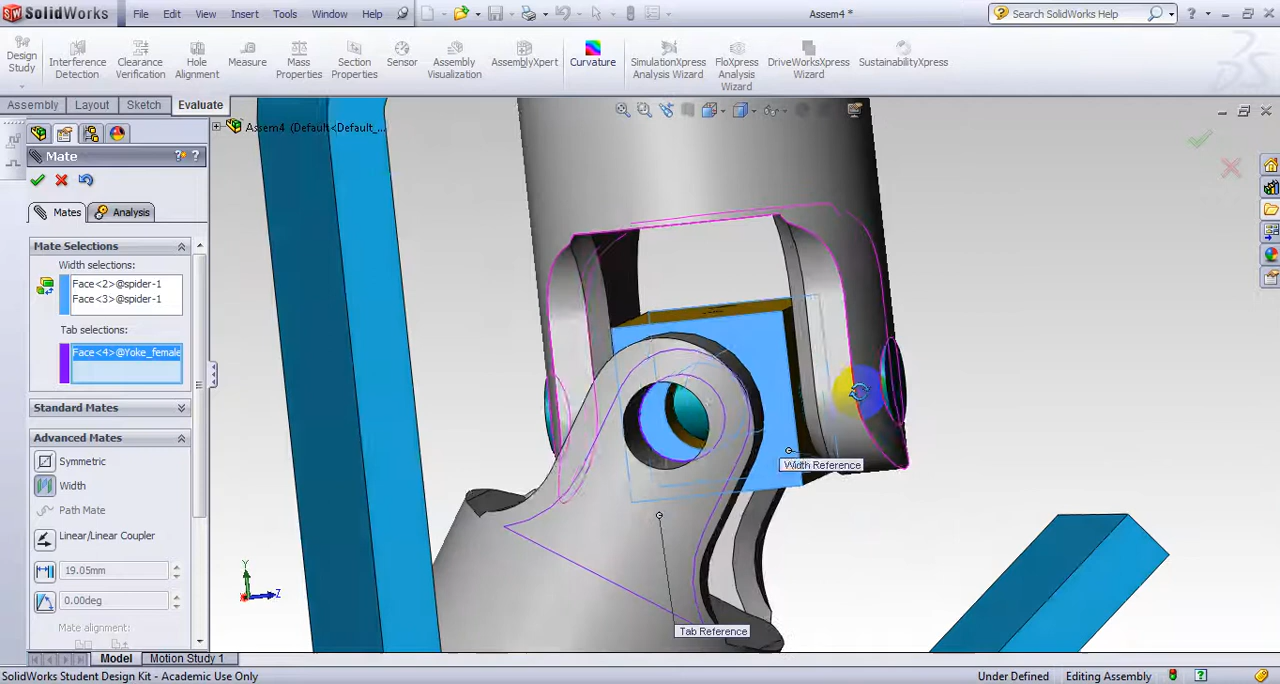 SolidWorks File Edit View Insert Tools Window Help Assem4 * Search SolidWorks Help
Design Study
Interference Detection
Clearance Verification
Hole Alignment
Measure
Mass Properties
Section Properties
Sensor
Assembly Visualization
AssemblyXpert
Curvature
SimulationXpress Analysis Wizard
FloXpress Analysis Wizard
DriveWorksXpress Wizard
SustainabilityXpress
Assembly Layout Sketch Evaluate
Assem4 (Default<Default_...
Mate
Mates Analysis
Mate Selections
Width selections:
Face<2>@spider-1
Face<3>@spider-1
Tab selections:
Face<4>@Yoke_female
Standard Mates
Advanced Mates
Symmetric
Width
Path Mate
Linear/Linear Coupler
19.05mm
0.00deg
Mate alignment:
Width Reference
Tab Reference
Y
Z
Model Motion Study 1
SolidWorks Student Design Kit - Academic Use Only Under Defined Editing Assembly